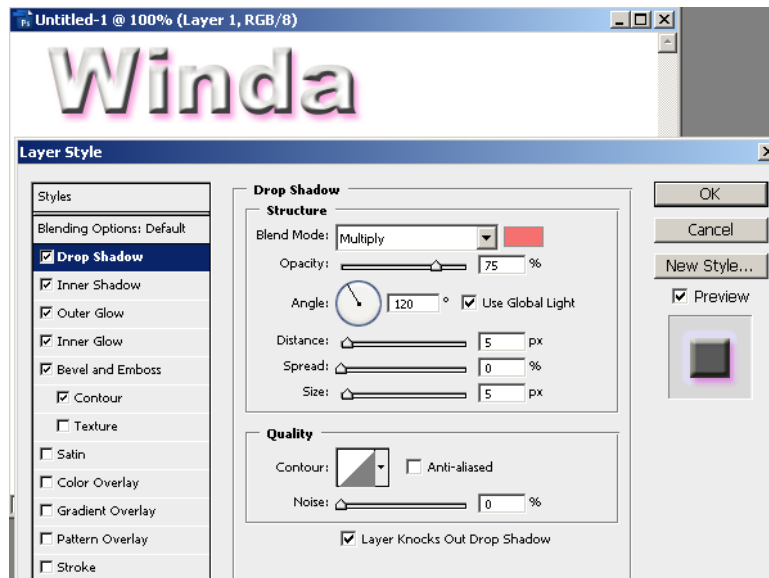 Untitled-1 @ 100% (Layer 1, RGB/8)
Winda
Layer Style
Styles
Blending Options: Default
Drop Shadow
Inner Shadow
Outer Glow
Inner Glow
Bevel and Emboss
Contour
Texture
Satin
Color Overlay
Gradient Overlay
Pattern Overlay
Stroke
Drop Shadow
Structure
Blend Mode: Multiply
Opacity: 75 %
Angle: 120 ° Use Global Light
Distance: 5 px
Spread: 0 %
Size: 5 px
Quality
Contour: Anti-aliased
Noise: 0 %
Layer Knocks Out Drop Shadow
OK
Cancel
New Style...
Preview